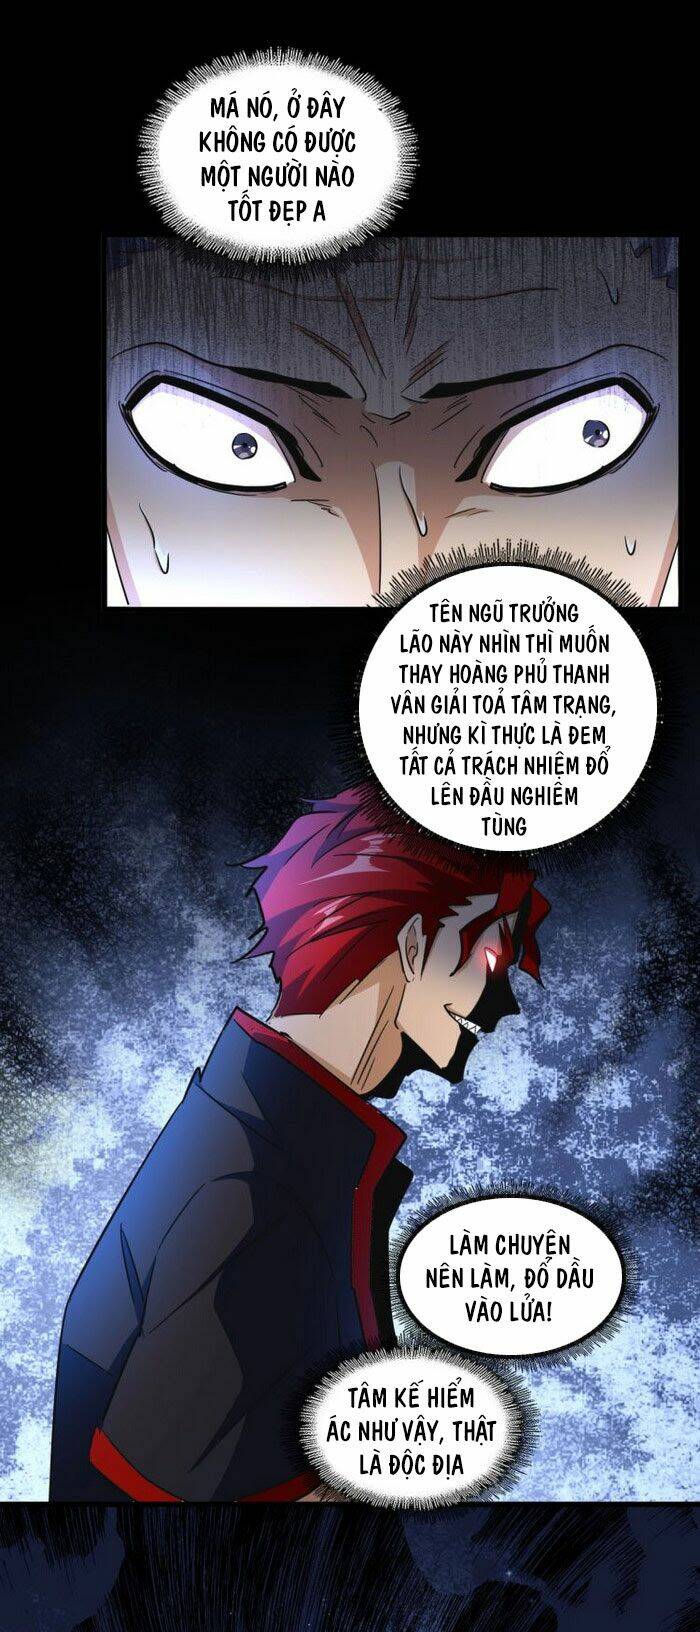 MÁ NÓ, Ở ĐÂY
KHÔNG CÓ ĐƯỢC
MỘT NGƯỜI NÀO
TỐT ĐẸP A
TÊN NGŨ TRƯỞNG
LÃO NÀY NHÌN THÌ MUỐN
THAY HOÀNG PHỦ THANH
VÂN GIẢI TOẢ TÂM TRẠNG,
NHƯNG KÌ THỰC LÀ ĐEM
TẤT CẢ TRÁCH NHIỆM ĐỔ
LÊN ĐẦU NGHIÊM
TÙNG
LÀM CHUYỆN
NÊN LÀM, ĐỔ DẦU
VÀO LỬA!
TÂM KẾ HIỂM
ÁC NHƯ VẬY, THẬT
LÀ ĐỘC ĐỊA